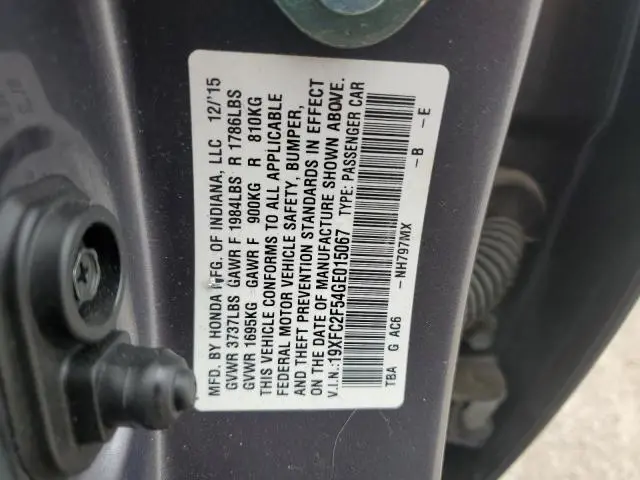 MFD. BY HONDA MFG. OF INDIANA, LLC 12/'15
GVWR 3737LBS GAWR F 1984LBS R 1786LBS
GVWR 1695KG GAWR F 900KG R 810KG
THIS VEHICLE CONFORMS TO ALL APPLICABLE
FEDERAL MOTOR VEHICLE SAFETY, BUMPER,
AND THEFT PREVENTION STANDARDS IN EFFECT
ON THE DATE OF MANUFACTURE SHOWN ABOVE.
V.I.N.:19XFC2F54GE015067 TYPE: PASSENGER CAR
TBA G AC6 -NH797MX -B -E